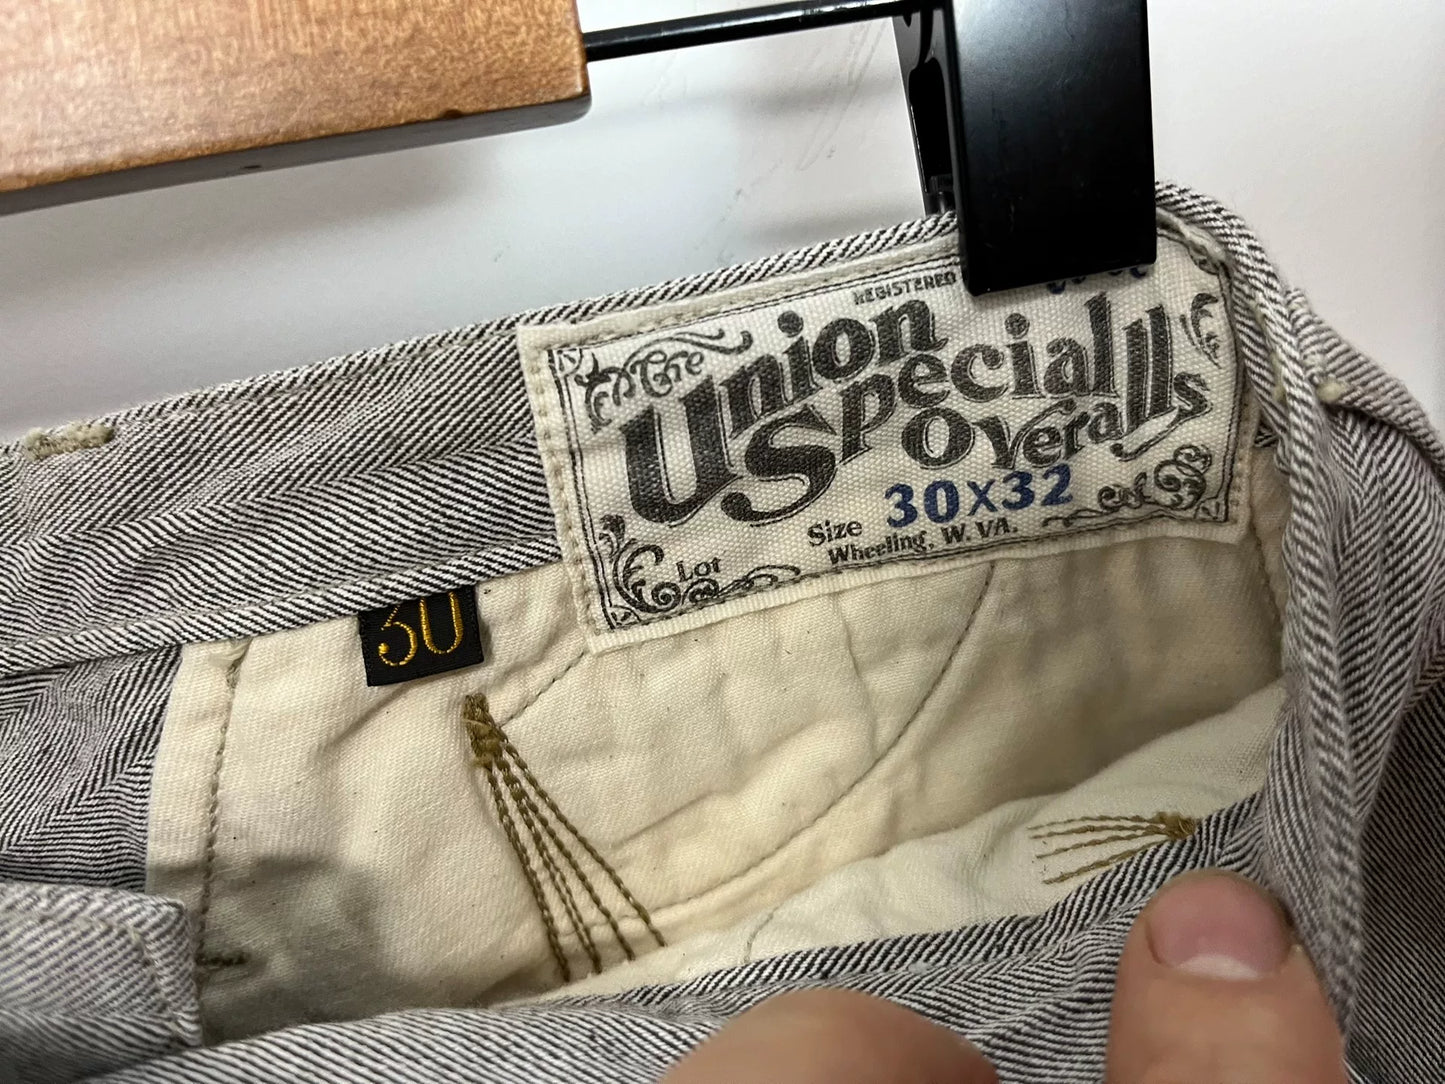 REGISTERED
The
Union
Special
Overalls
Size 30x32
Lot Wheeling, W. VA.
30